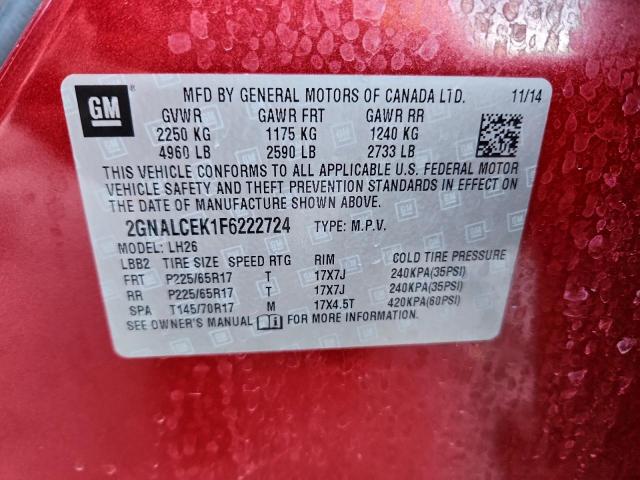 GM
MFD BY GENERAL MOTORS OF CANADA LTD. 11/14
GVWR GAWR FRT GAWR RR
2250 KG 1175 KG 1240 KG
4960 LB 2590 LB 2733 LB
THIS VEHICLE CONFORMS TO ALL APPLICABLE U.S. FEDERAL MOTOR
VEHICLE SAFETY AND THEFT PREVENTION STANDARDS IN EFFECT ON
THE DATE OF MANUFACTURE SHOWN ABOVE.
2GNALCEK1F6222724 TYPE: M.P.V.
MODEL: LH26
LBB2 TIRE SIZE SPEED RTG RIM COLD TIRE PRESSURE
FRT P225/65R17 T 17X7J 240KPA(35PSI)
RR P225/65R17 T 17X7J 240KPA(35PSI)
SPA T145/70R17 M 17X4.5T 420KPA(60PSI)
SEE OWNER'S MANUAL FOR MORE INFORMATION.